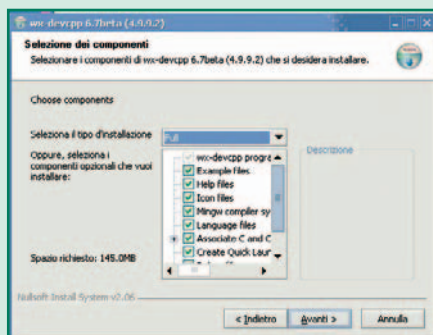 wx-devcpp 6.7beta (4.9.9.2)
Selezione dei componenti
Selezionare i componenti di wx-devcpp 6.7beta (4.9.9.2) che si desidera installare.
Choose components
Seleziona il tipo d'installazione
Full
Oppure, seleziona i
componenti opzionali che vuoi
installare:
wx-devcpp progra
Example files
Help files
Icon files
Mingw compiler sy
Language files
Associate C and C
Create Quick Laun
Descrizione
Spazio richiesto: 145.0MB
Nullsoft Install System v2.06
< Indietro
Avanti >
Annulla